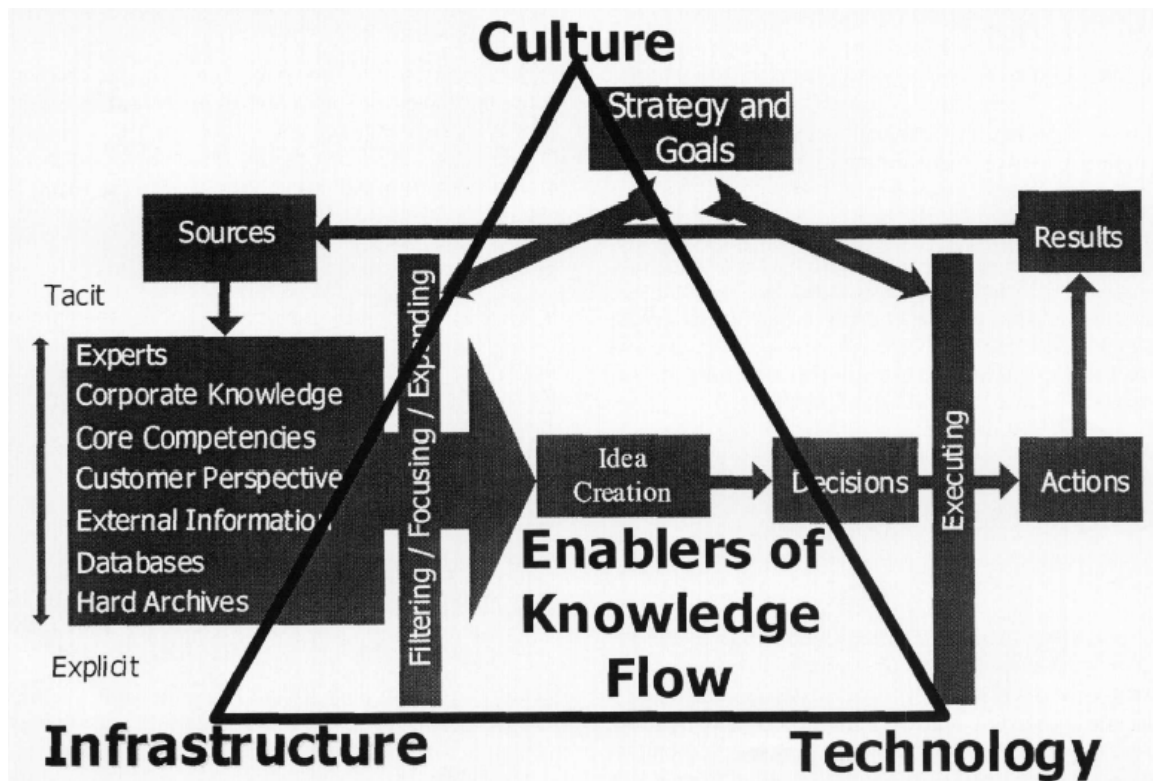 Culture
Strategy and
Goals
Sources
Results
Tacit
Filtering / Focusing / Expanding
Experts
Corporate Knowledge
Core Competencies
Customer Perspective
External Information
Databases
Hard Archives
Explicit
Idea
Creation
Decisions
Executing
Actions
Enablers of
Knowledge
Flow
Infrastructure
Technology